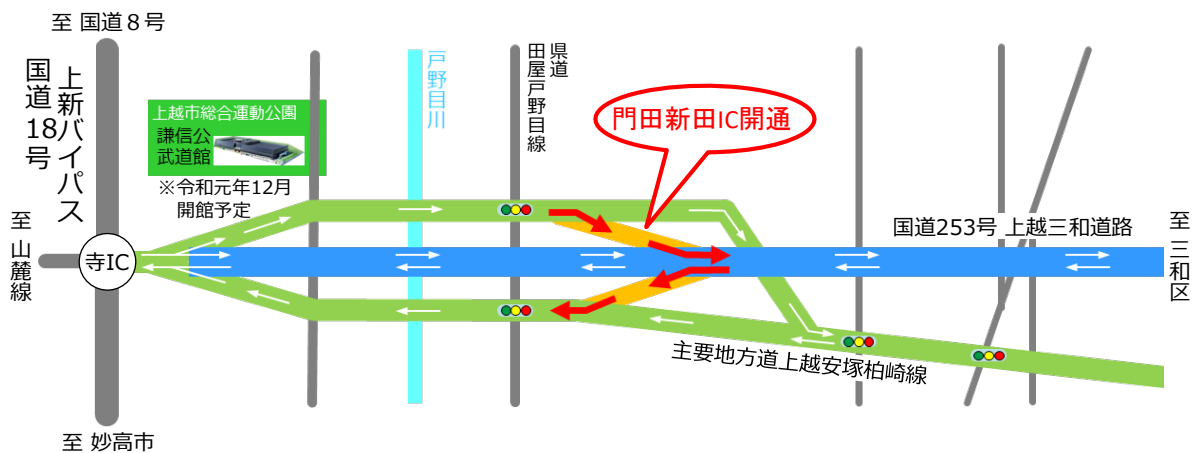 至 国道８号
上新バイパス
国道18号
上越市総合運動公園
謙信公
武道館
※令和元年12月
開館予定
戸野目川
県道
田屋戸野目線
門田新田IC開通
国道253号 上越三和道路
至 三和区
至 山麓線
寺IC
主要地方道上越安塚柏崎線
至 妙高市